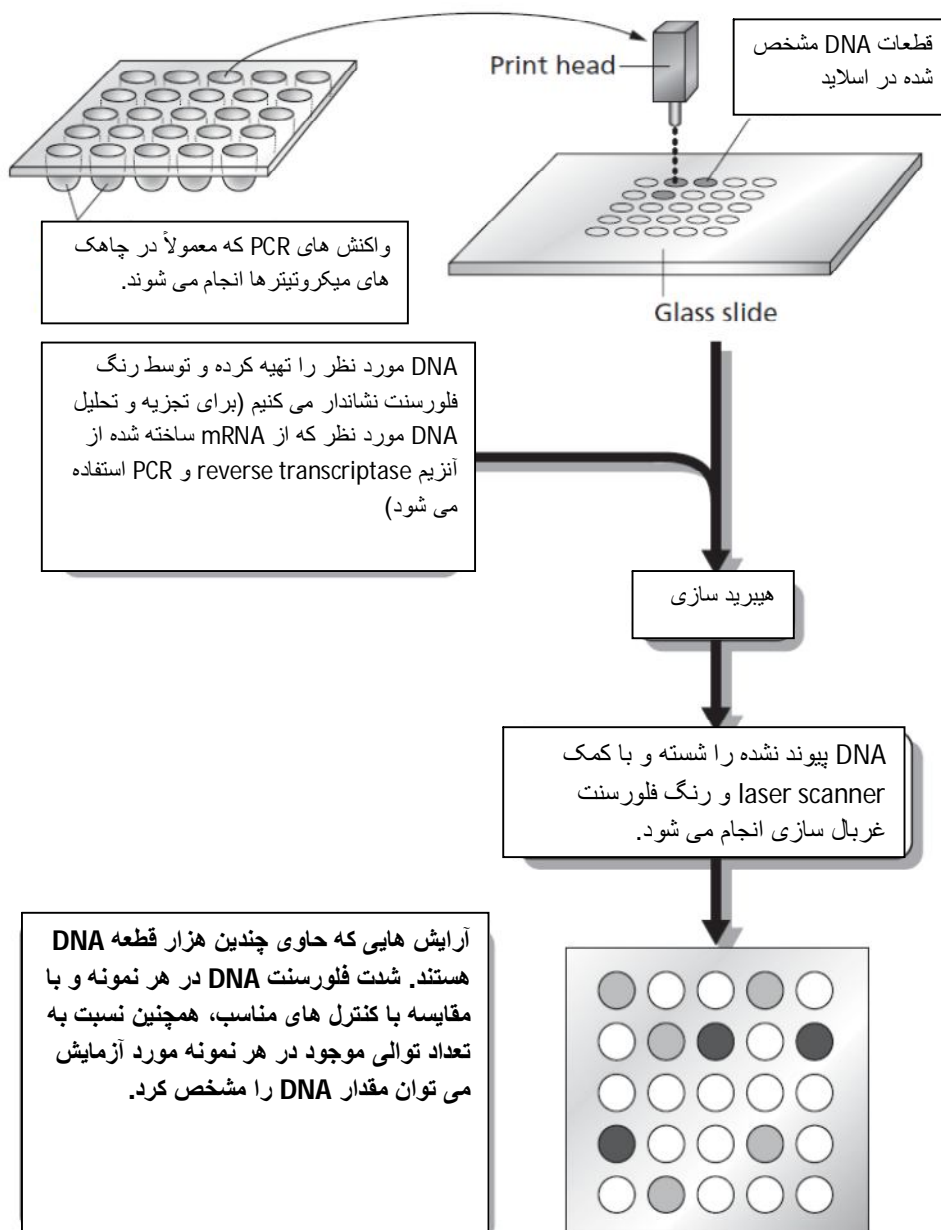 Print head
قطعات DNA مشخص
شده در اسلاید
واکنش های PCR که معمولاً در چاهک
های میکروتیترها انجام می شوند.
Glass slide
DNA مورد نظر را تهیه کرده و توسط رنگ
فلورسنت نشاندار می کنیم (برای تجزیه و تحلیل
DNA مورد نظر که از mRNA ساخته شده از
آنزیم reverse transcriptase و PCR استفاده
می شود)
هیبرید سازی
DNA پیوند نشده را شسته و با کمک
laser scanner و رنگ فلورسنت
غربال سازی انجام می شود.
آرایش هایی که حاوی چندین هزار قطعه DNA
هستند. شدت فلورسنت DNA در هر نمونه و با
مقایسه با کنترل های مناسب، همچنین نسبت به
تعداد توالی موجود در هر نمونه مورد آزمایش
می توان مقدار DNA را مشخص کرد.